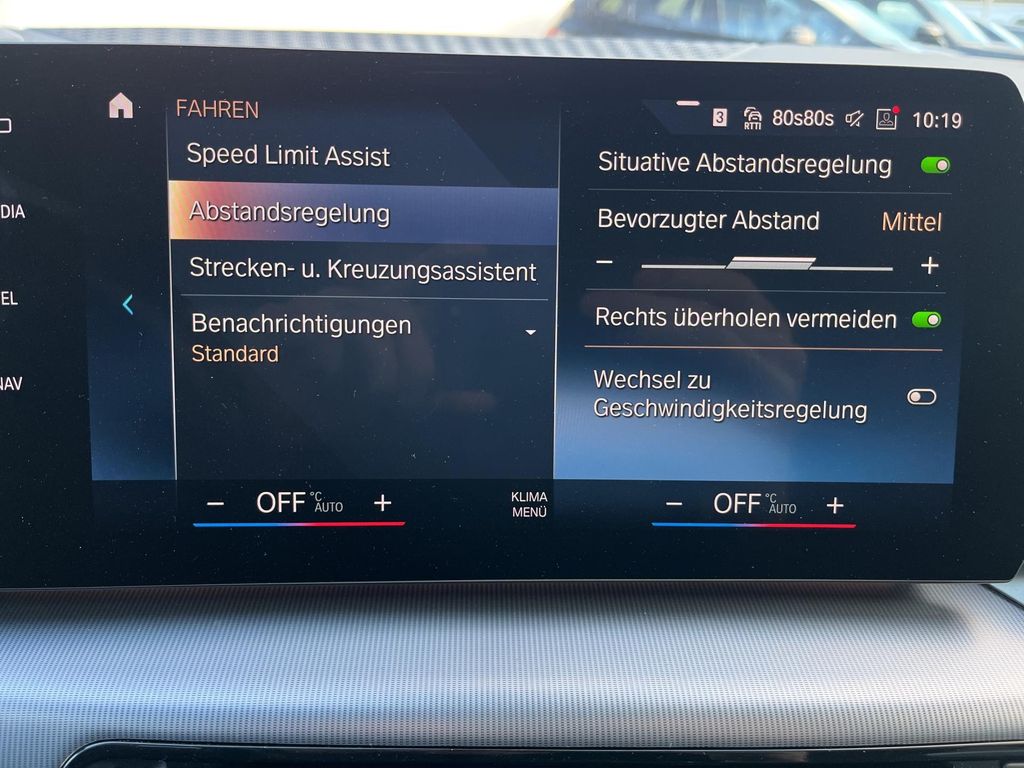 FAHREN
3 RTTI 80s80s 10:19
Speed Limit Assist
Abstandsregelung
Strecken- u. Kreuzungsassistent
Benachrichtigungen
Standard
Situative Abstandsregelung
Bevorzugter Abstand Mittel
− +
Rechts überholen vermeiden
Wechsel zu
Geschwindigkeitsregelung
DIA
EL
NAV
− OFF °C AUTO +
KLIMA
MENÜ
− OFF °C AUTO +